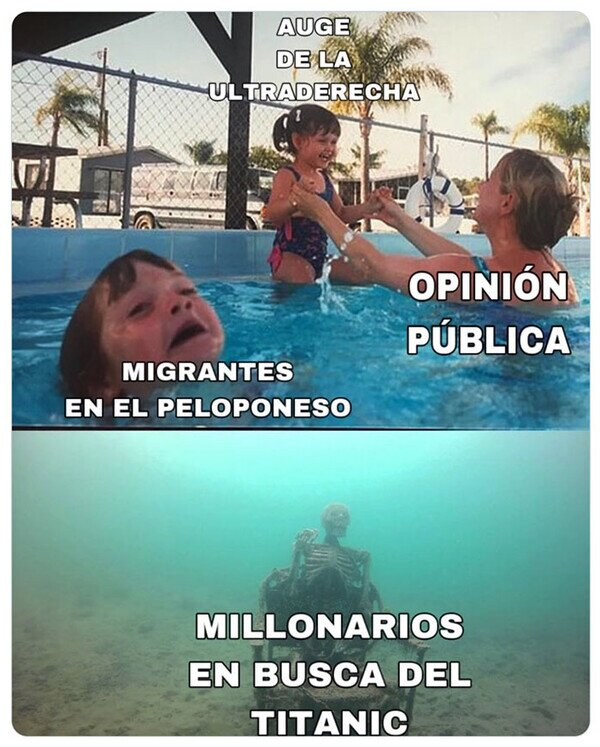 AUGE
DE LA
ULTRADERECHA
OPINIÓN
PÚBLICA
MIGRANTES
EN EL PELOPONESO
MILLONARIOS
EN BUSCA DEL
TITANIC